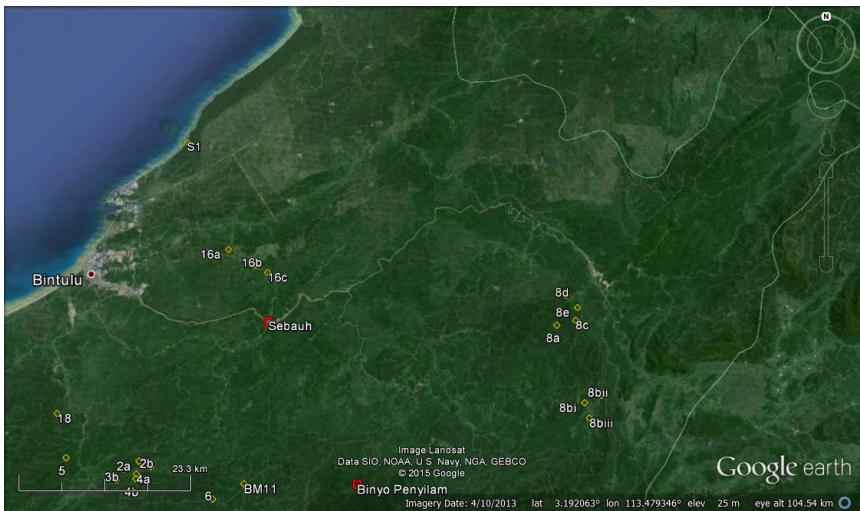 N
S1
16a
16b
16c
Bintulu
Sebauh
8d
8e
8c
8a
8bii
8bi
8biii
18
5
2a
2b
3b
4a
4b
23.3 km
6
BM11
Binyo Penyilam
Image Landsat
Data SIO, NOAA, U.S. Navy, NGA, GEBCO
© 2015 Google
Google earth
Imagery Date: 4/10/2013 lat 3.192063° lon 113.479346° elev 25 m eye alt 104.54 km